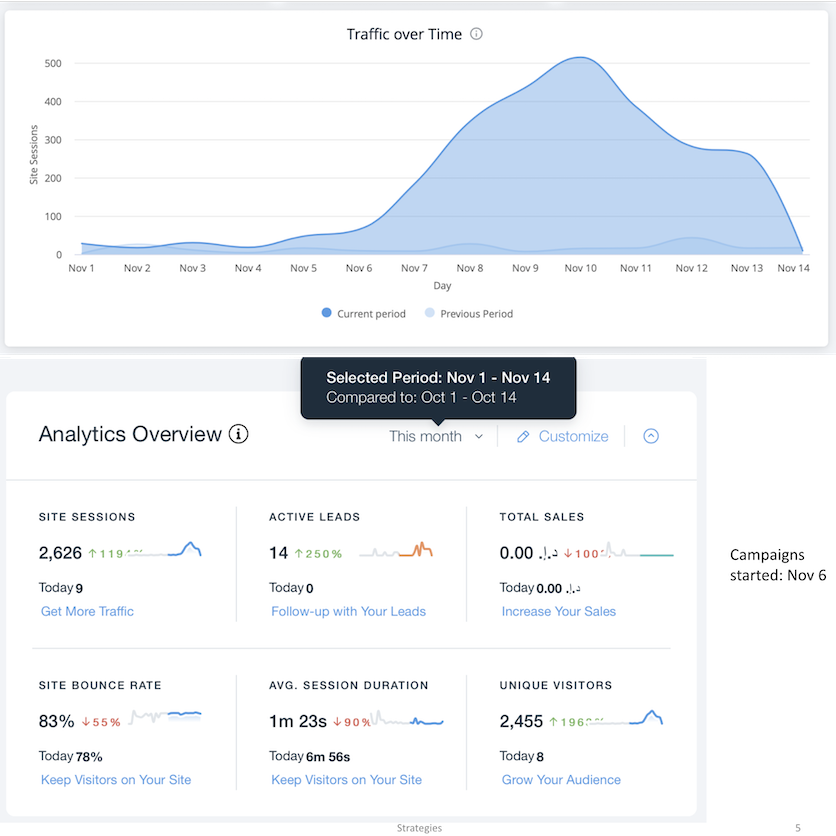 Traffic over Time
500
400
300
200
100
0
Site Sessions
Nov 1 Nov 2 Nov 3 Nov 4 Nov 5 Nov 6 Nov 7 Nov 8 Nov 9 Nov 10 Nov 11 Nov 12 Nov 13 Nov 14
Day
Current period Previous Period
Selected Period: Nov 1 - Nov 14
Compared to: Oct 1 - Oct 14
Analytics Overview
This month Customize
SITE SESSIONS
2,626 ↑119
Today 9
Get More Traffic
ACTIVE LEADS
14 ↑250%
Today 0
Follow-up with Your Leads
TOTAL SALES
0.00 د.إ. ↓100
Today 0.00 د.إ.
Increase Your Sales
Campaigns
started: Nov 6
SITE BOUNCE RATE
83% ↓55%
Today 78%
Keep Visitors on Your Site
AVG. SESSION DURATION
1m 23s ↓90%
Today 6m 56s
Keep Visitors on Your Site
UNIQUE VISITORS
2,455 ↑196
Today 8
Grow Your Audience
Strategies
5